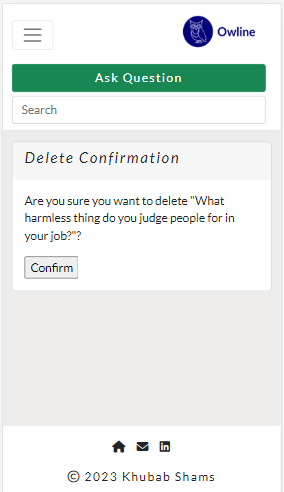 Owline
Ask Question
Search
Delete Confirmation
Are you sure you want to delete "What
harmless thing do you judge people for in
your job?"?
Confirm
© 2023 Khubab Shams